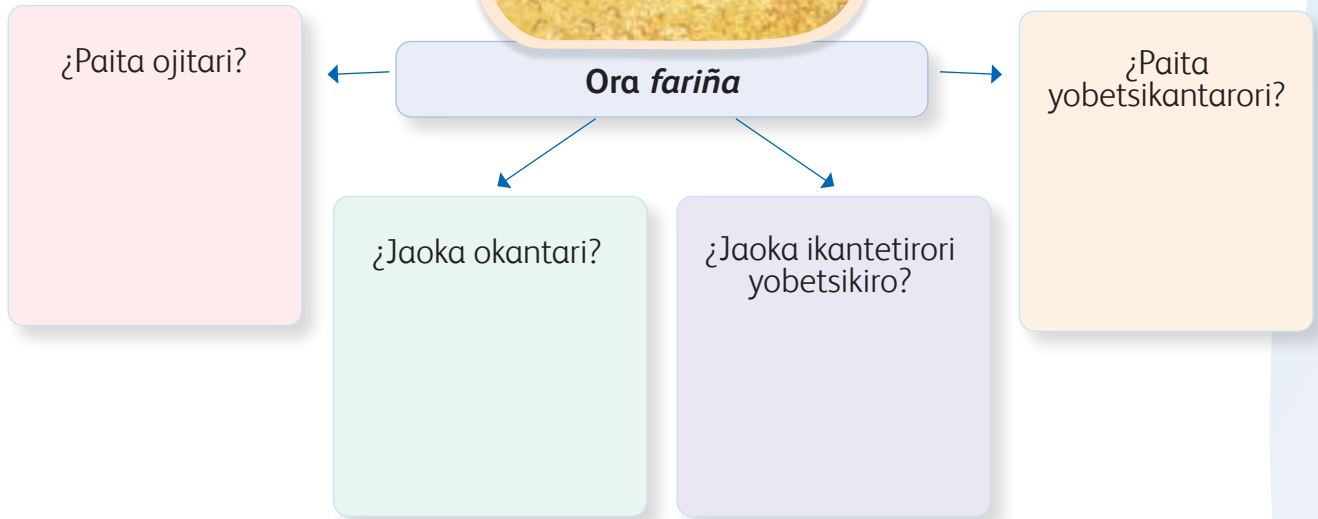 Ora fariña
¿Paita ojitari?
¿Jaoka okantari?
¿Jaoka ikantetirori
yobetsikiro?
¿Paita
yobetsikantarori?